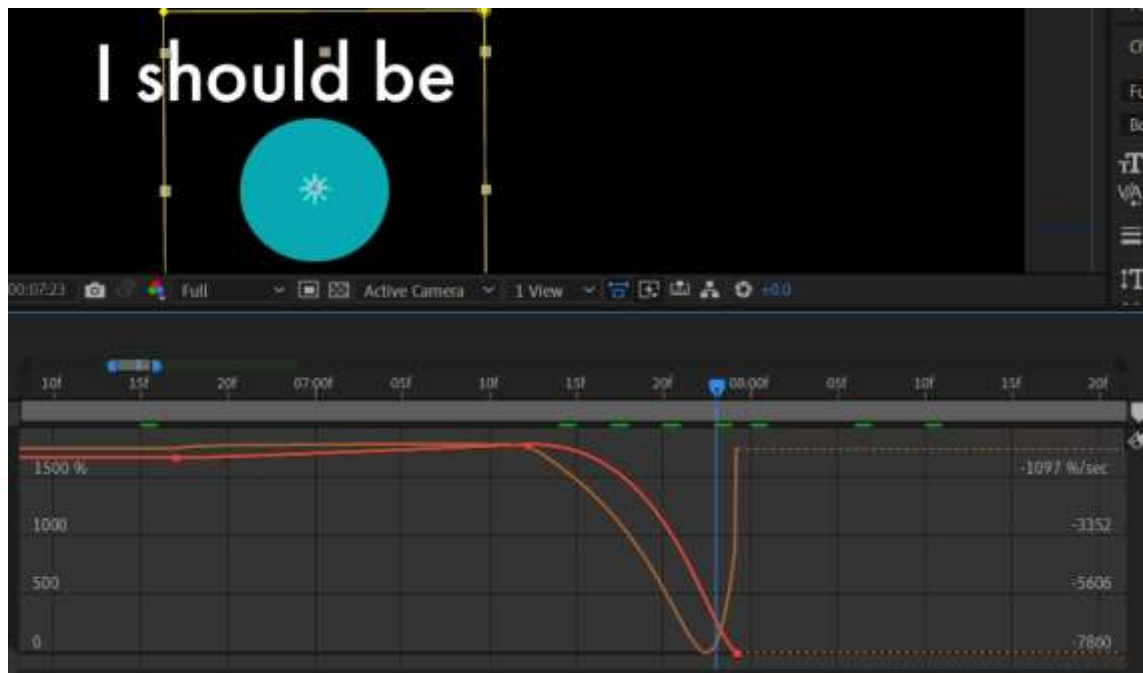 I should be
00:07:23 Full Active Camera 1 View +0.0
10f 15f 20f 07:00f 05f 10f 15f 20f 08:00f 05f 10f 15f 20f
1500 % -1097 %/sec
1000 -3352
500 -5606
0 -7860